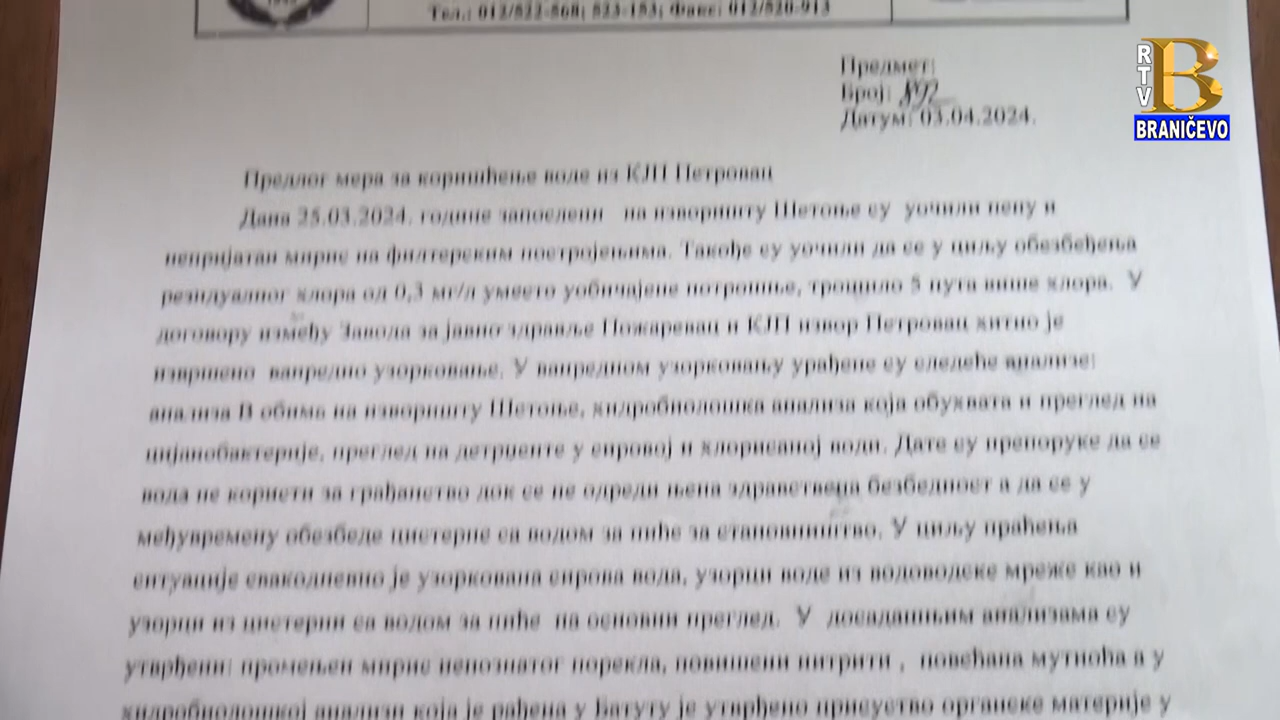 Тел.: 012/522-568; 523-153; Факс: 012/520-913
RTV
B
BRANIČEVO
Предмет:
Број:
Датум: 03.04.2024.
Предлог мера за коришћење воде из КЈП Петровац
Дана 25.03.2024. године запослени на изворишту Шетоње су уочили пену и
непријатан мирис на филтерским постројењима. Такође су уочили да се у циљу обезбеђења
резидуалног хлора од 0,3 мг/л уместо уобичајене потрошње, трошило 5 пута више хлора. У
договору између Завода за јавно здравље Пожаревац и КЈП извор Петровац хитно је
извршено ванредно узорковање. У ванредном узорковању урађене су следеће анализе:
анализа В обима на изворишту Шетоње, хидробиолошка анализа која обухвата и преглед на
цијанобактерије, преглед на детрџенте у сировој и хлорисаној води. Дате су препоруке да се
вода не користи за грађанство док се не одреди њена здравствена безбедност а да се у
међувремену обезбеде цистерне са водом за пиће за становништво. У циљу праћења
ситуације свакодневно је узоркована сирова вода, узорци воде из водоводске мреже као и
узорци из цистерни са водом за пиће на основни преглед. У досадашњим анализама су
утврђени: промењен мирис непознатог порекла, повишени нитрити , повећана мутноћа а у
хидробиолошкој анализи која је рађена у Батуту је утврђено присуство органске материје у